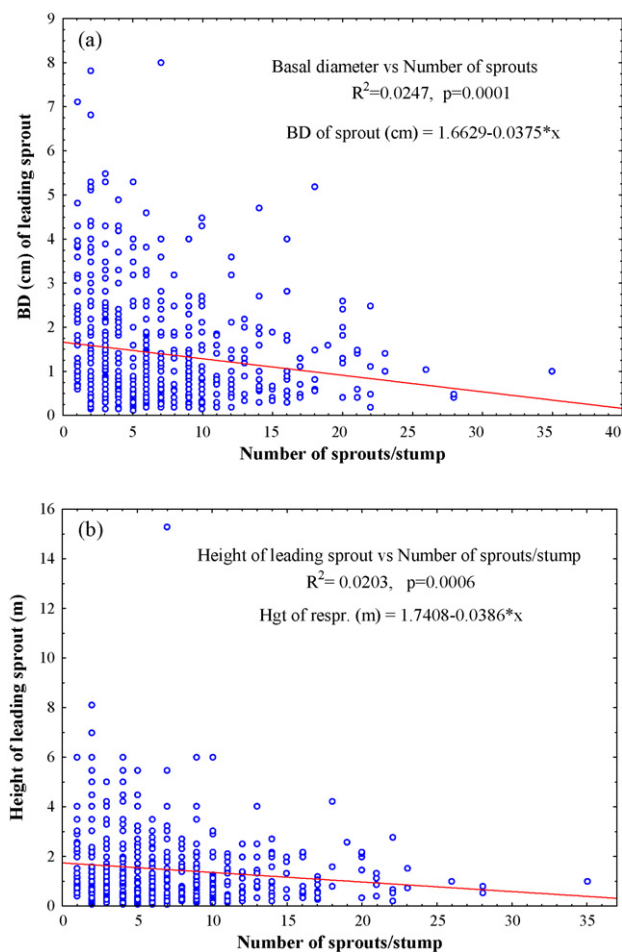 (a)
Basal diameter vs Number of sprouts
R²=0.0247, p=0.0001
BD of sprout (cm) = 1.6629-0.0375*x
BD (cm) of leading sprout
9
8
7
6
5
4
3
2
1
0
0 5 10 15 20 25 30 35 40
Number of sprouts/stump
(b)
Height of leading sprout vs Number of sprouts/stump
R²= 0.0203, p=0.0006
Hgt of respr. (m) = 1.7408-0.0386*x
Height of leading sprout (m)
16
14
12
10
8
6
4
2
0
0 5 10 15 20 25 30 35
Number of sprouts/stump